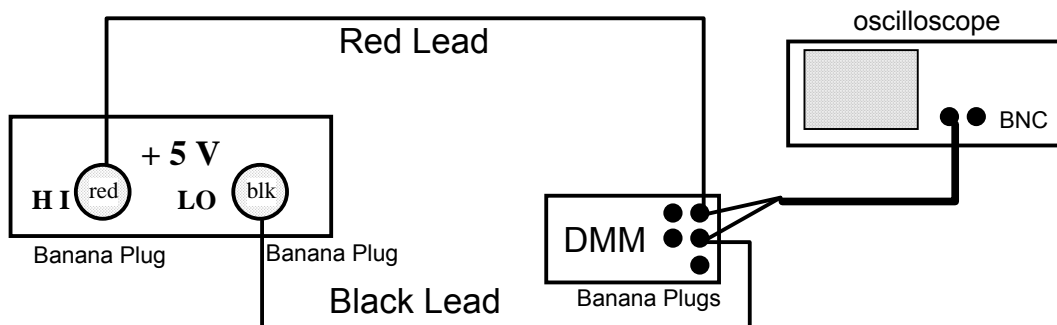 oscilloscope
Red Lead
BNC
+ 5 V
H I
red
LO
blk
DMM
Banana Plug
Banana Plug
Banana Plugs
Black Lead